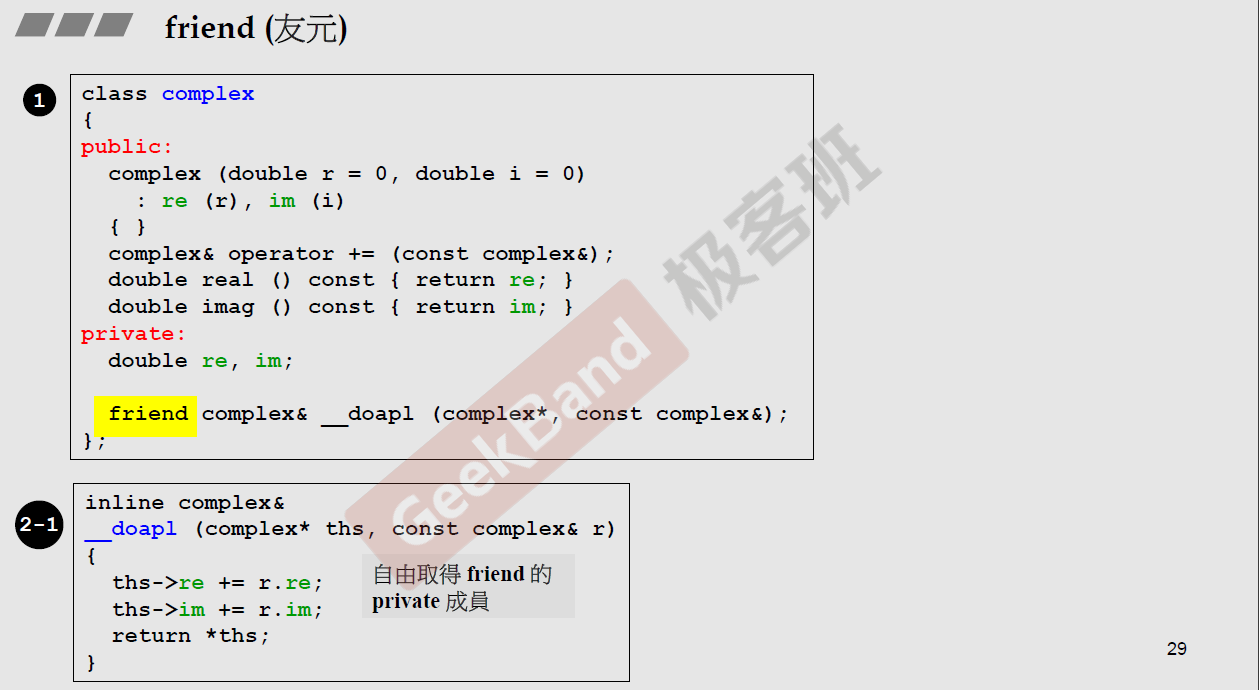 friend (友元)
1
class complex
{
public:
  complex (double r = 0, double i = 0)
    : re (r), im (i)
  { }
  complex& operator += (const complex&);
  double real () const { return re; }
  double imag () const { return im; }
private:
  double re, im;
  friend complex& __doapl (complex*, const complex&);
};
GeekBand 极客班
2-1
inline complex&
__doapl (complex* ths, const complex& r)
{
  ths->re += r.re;
  ths->im += r.im;
  return *ths;
}
自由取得 friend 的
private 成員
29